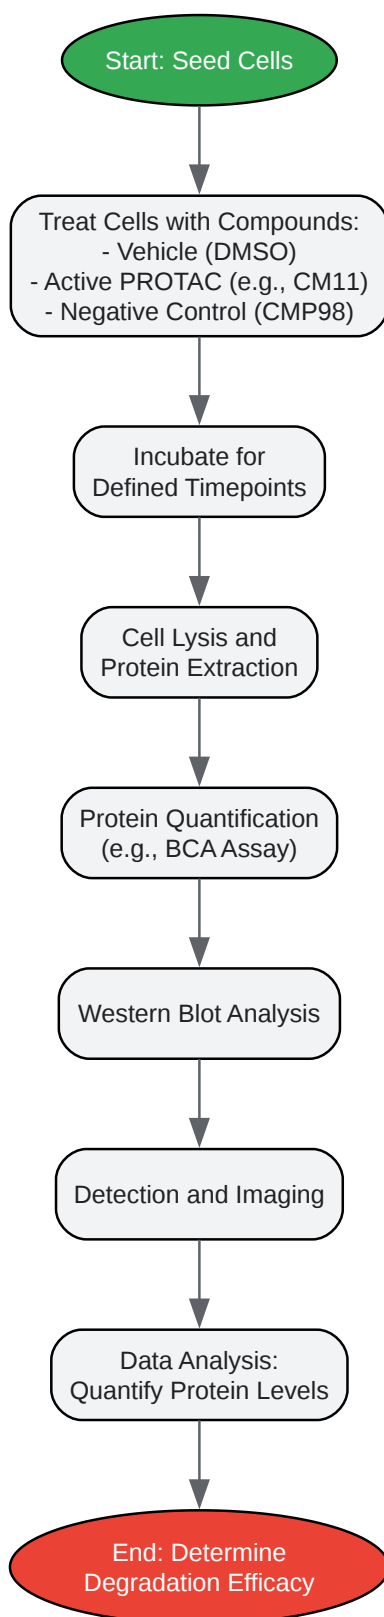 Start: Seed Cells
Treat Cells with Compounds:
- Vehicle (DMSO)
- Active PROTAC (e.g., CM11)
- Negative Control (CMP98)
Incubate for
Defined Timepoints
Cell Lysis and
Protein Extraction
Protein Quantification
(e.g., BCA Assay)
Western Blot Analysis
Detection and Imaging
Data Analysis:
Quantify Protein Levels
End: Determine
Degradation Efficacy